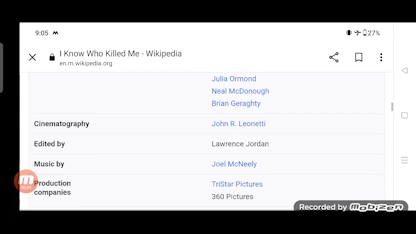 9:05 M 27%
I Know Who Killed Me - Wikipedia
en.m.wikipedia.org
Julia Ormond
Neal McDonough
Brian Geraghty
Cinematography John R. Leonetti
Edited by Lawrence Jordan
Music by Joel McNeely
Production companies TriStar Pictures
360 Pictures
Recorded by Mobizen